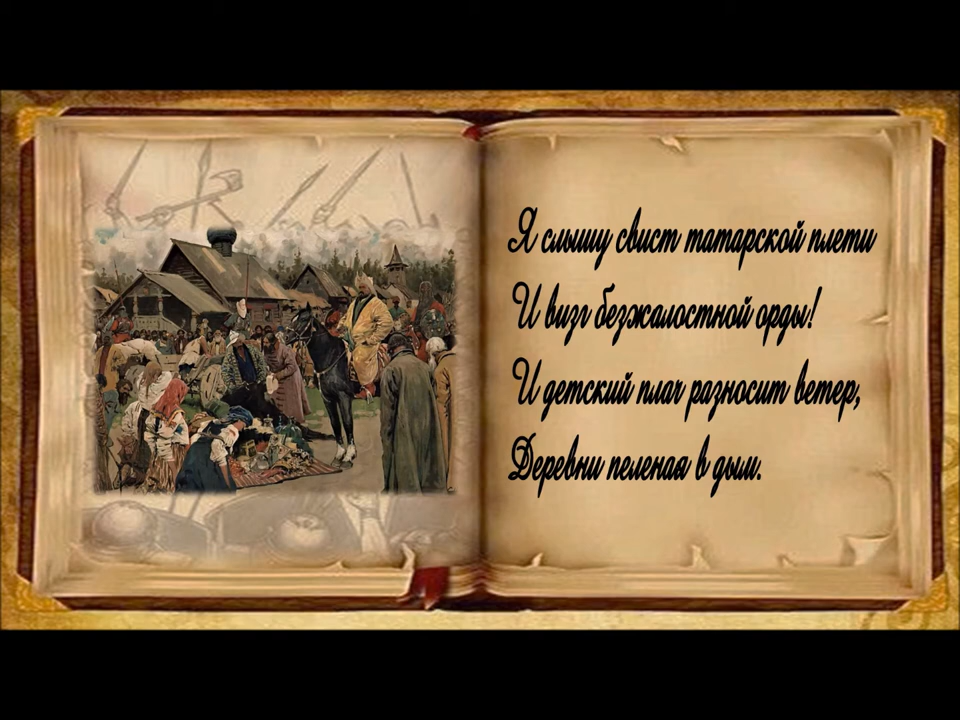 Я слышу свист татарской плети
И визг безжалостной орды!
И детский плач разносит ветер,
Деревни пеленая в дым.